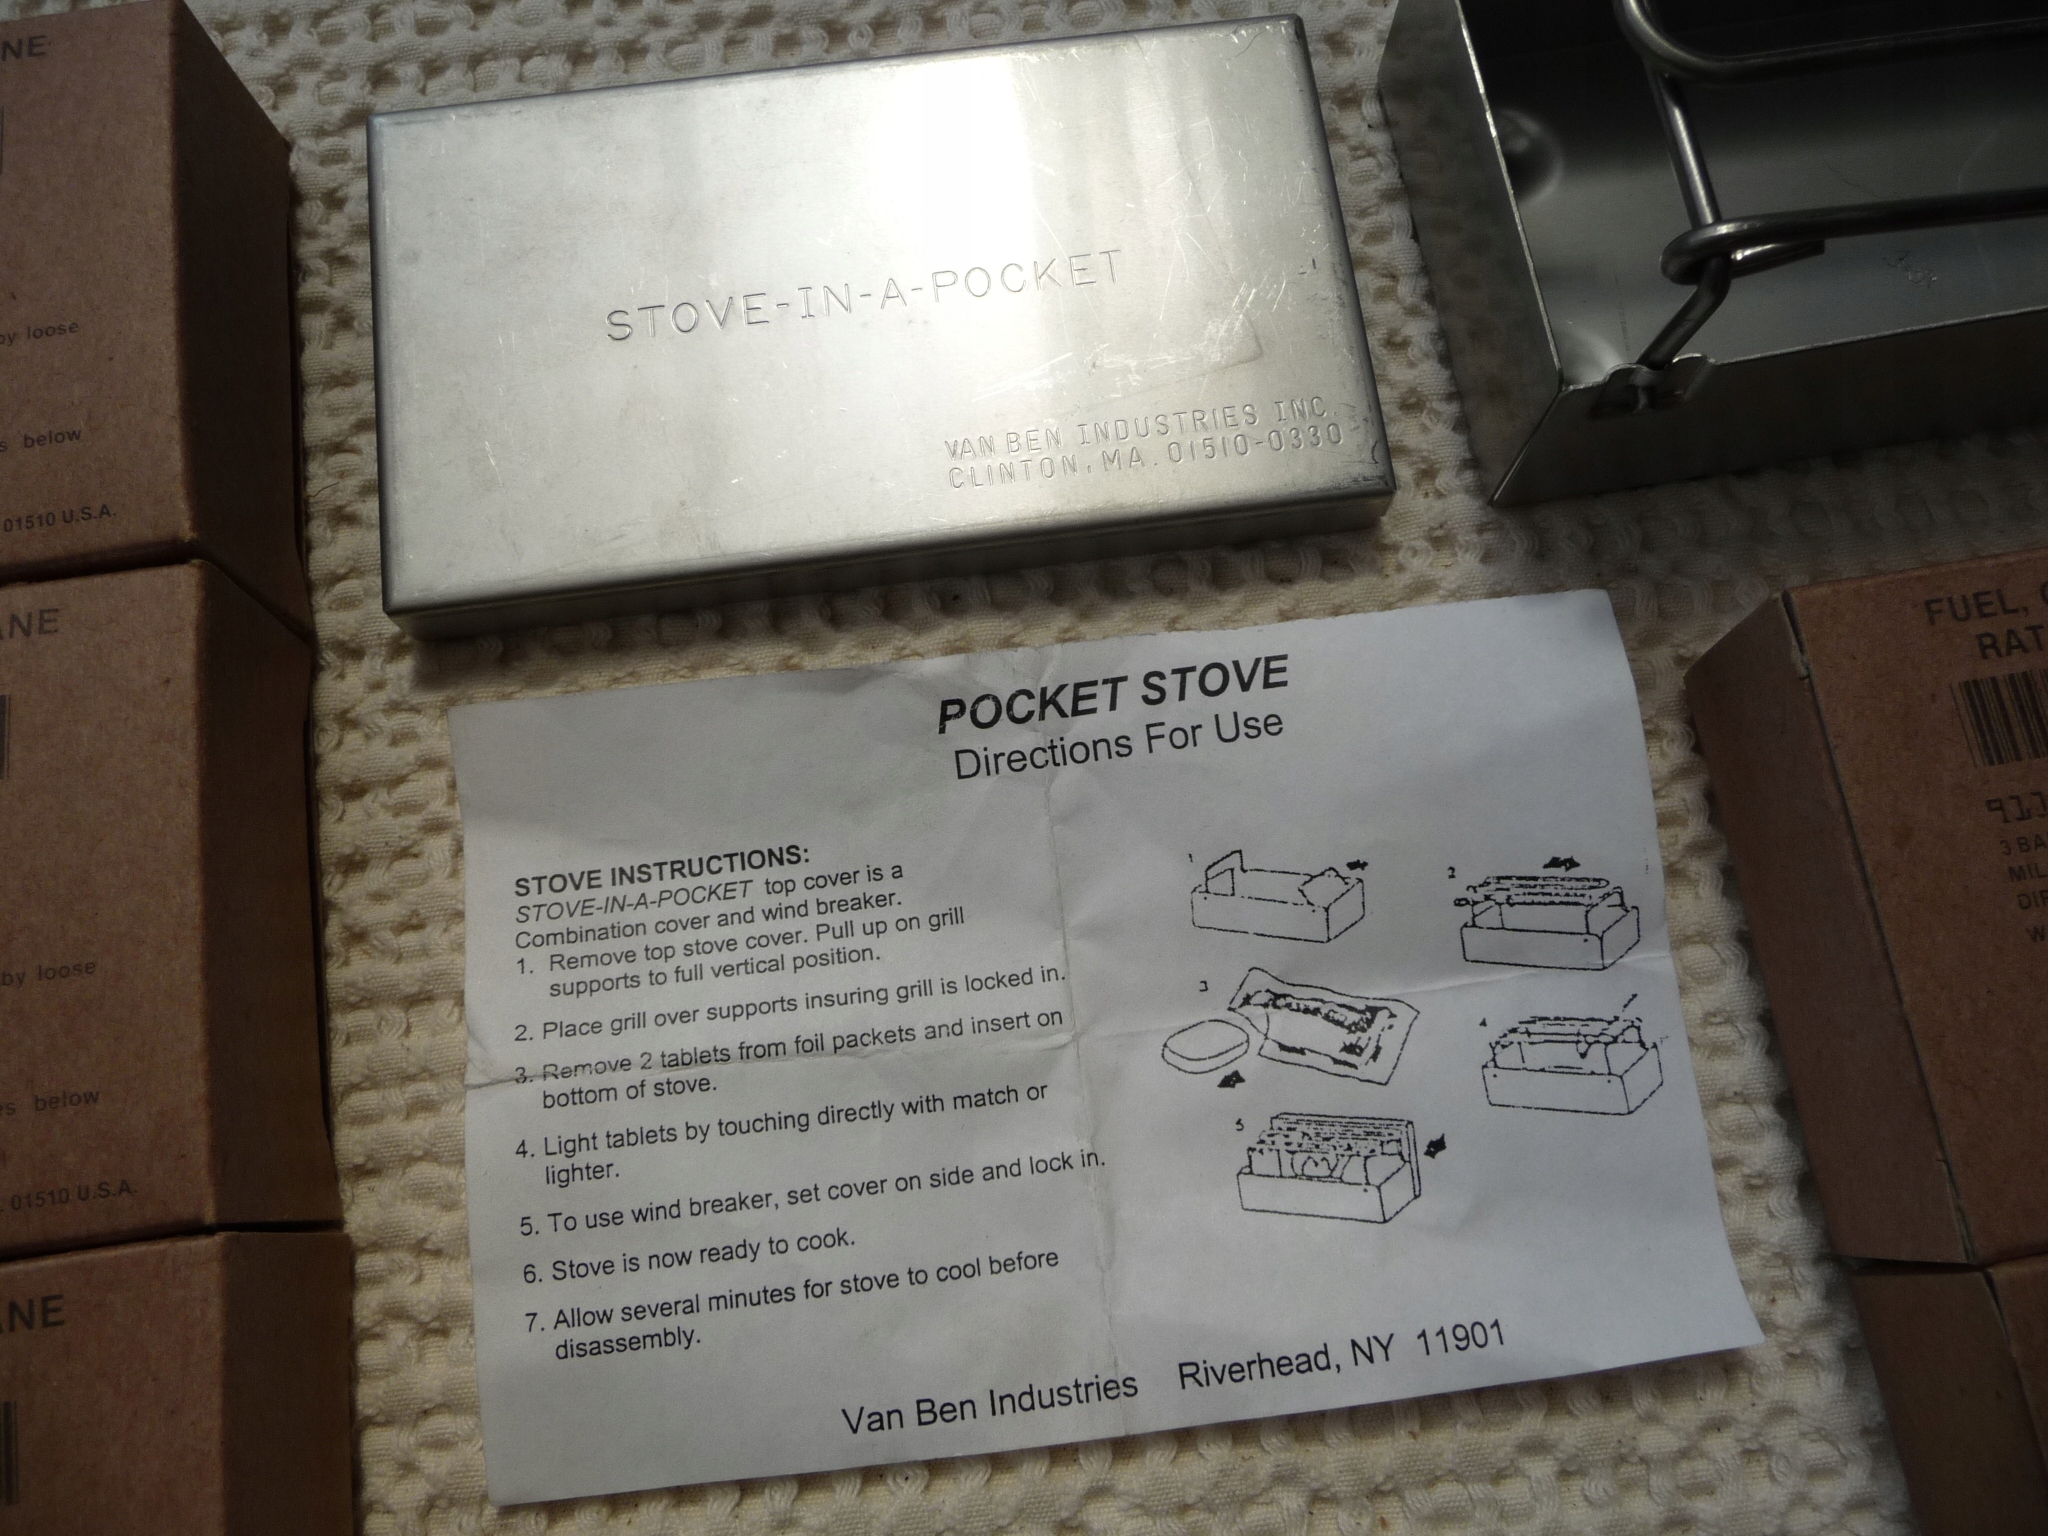 STOVE-IN-A-POCKET
VAN BEN INDUSTRIES INC.
CLINTON, MA. 01510-0330
POCKET STOVE
Directions For Use
STOVE INSTRUCTIONS:
STOVE-IN-A-POCKET top cover is a
Combination cover and wind breaker.
1. Remove top stove cover. Pull up on grill
supports to full vertical position.
2. Place grill over supports insuring grill is locked in.
3. Remove 2 tablets from foil packets and insert on
bottom of stove.
4. Light tablets by touching directly with match or
lighter.
5. To use wind breaker, set cover on side and lock in.
6. Stove is now ready to cook.
7. Allow several minutes for stove to cool before
disassembly.
1
2
3
4
5
Van Ben Industries Riverhead, NY 11901
by loose
below
01510 U.S.A.
by loose
below
01510 U.S.A.
FUEL,